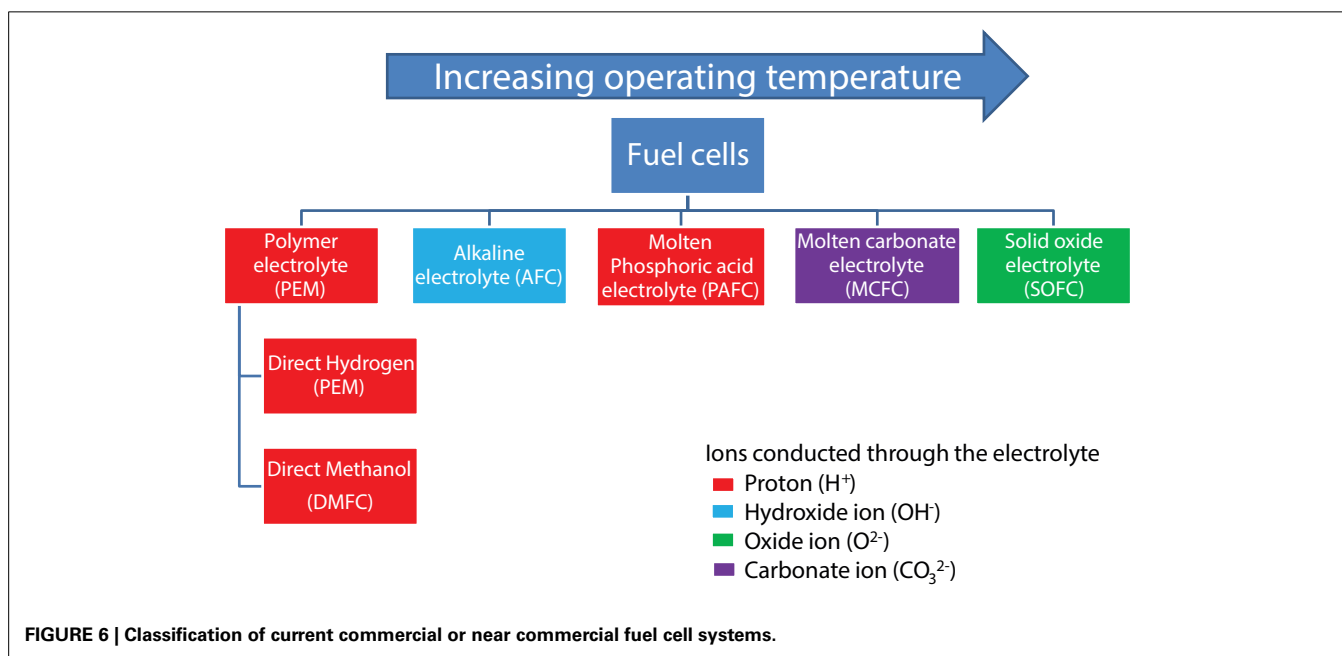 Increasing operating temperature
Fuel cells
Polymer
electrolyte
(PEM)
Alkaline
electrolyte (AFC)
Molten
Phosphoric acid
electrolyte (PAFC)
Molten carbonate
electrolyte
(MCFC)
Solid oxide
electrolyte
(SOFC)
Direct Hydrogen
(PEM)
Direct Methanol
(DMFC)
Ions conducted through the electrolyte
Proton (H⁺)
Hydroxide ion (OH⁻)
Oxide ion (O²⁻)
Carbonate ion (CO₃²⁻)
FIGURE 6 | Classification of current commercial or near commercial fuel cell systems.